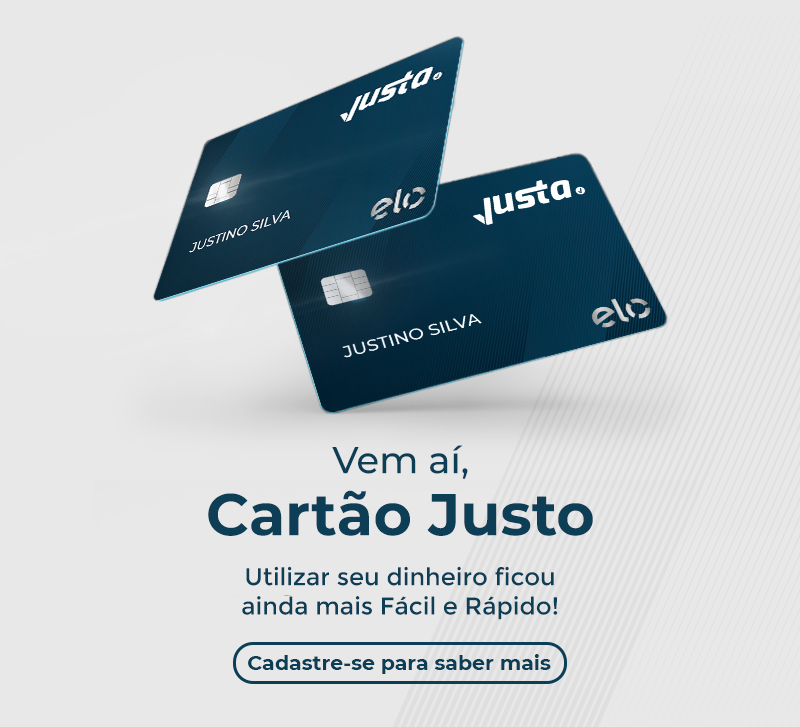 Justa.
elo
JUSTINO SILVA
Justa.
elo
JUSTINO SILVA
Vem aí,
Cartão Justo
Utilizar seu dinheiro ficou
ainda mais Fácil e Rápido!
Cadastre-se para saber mais